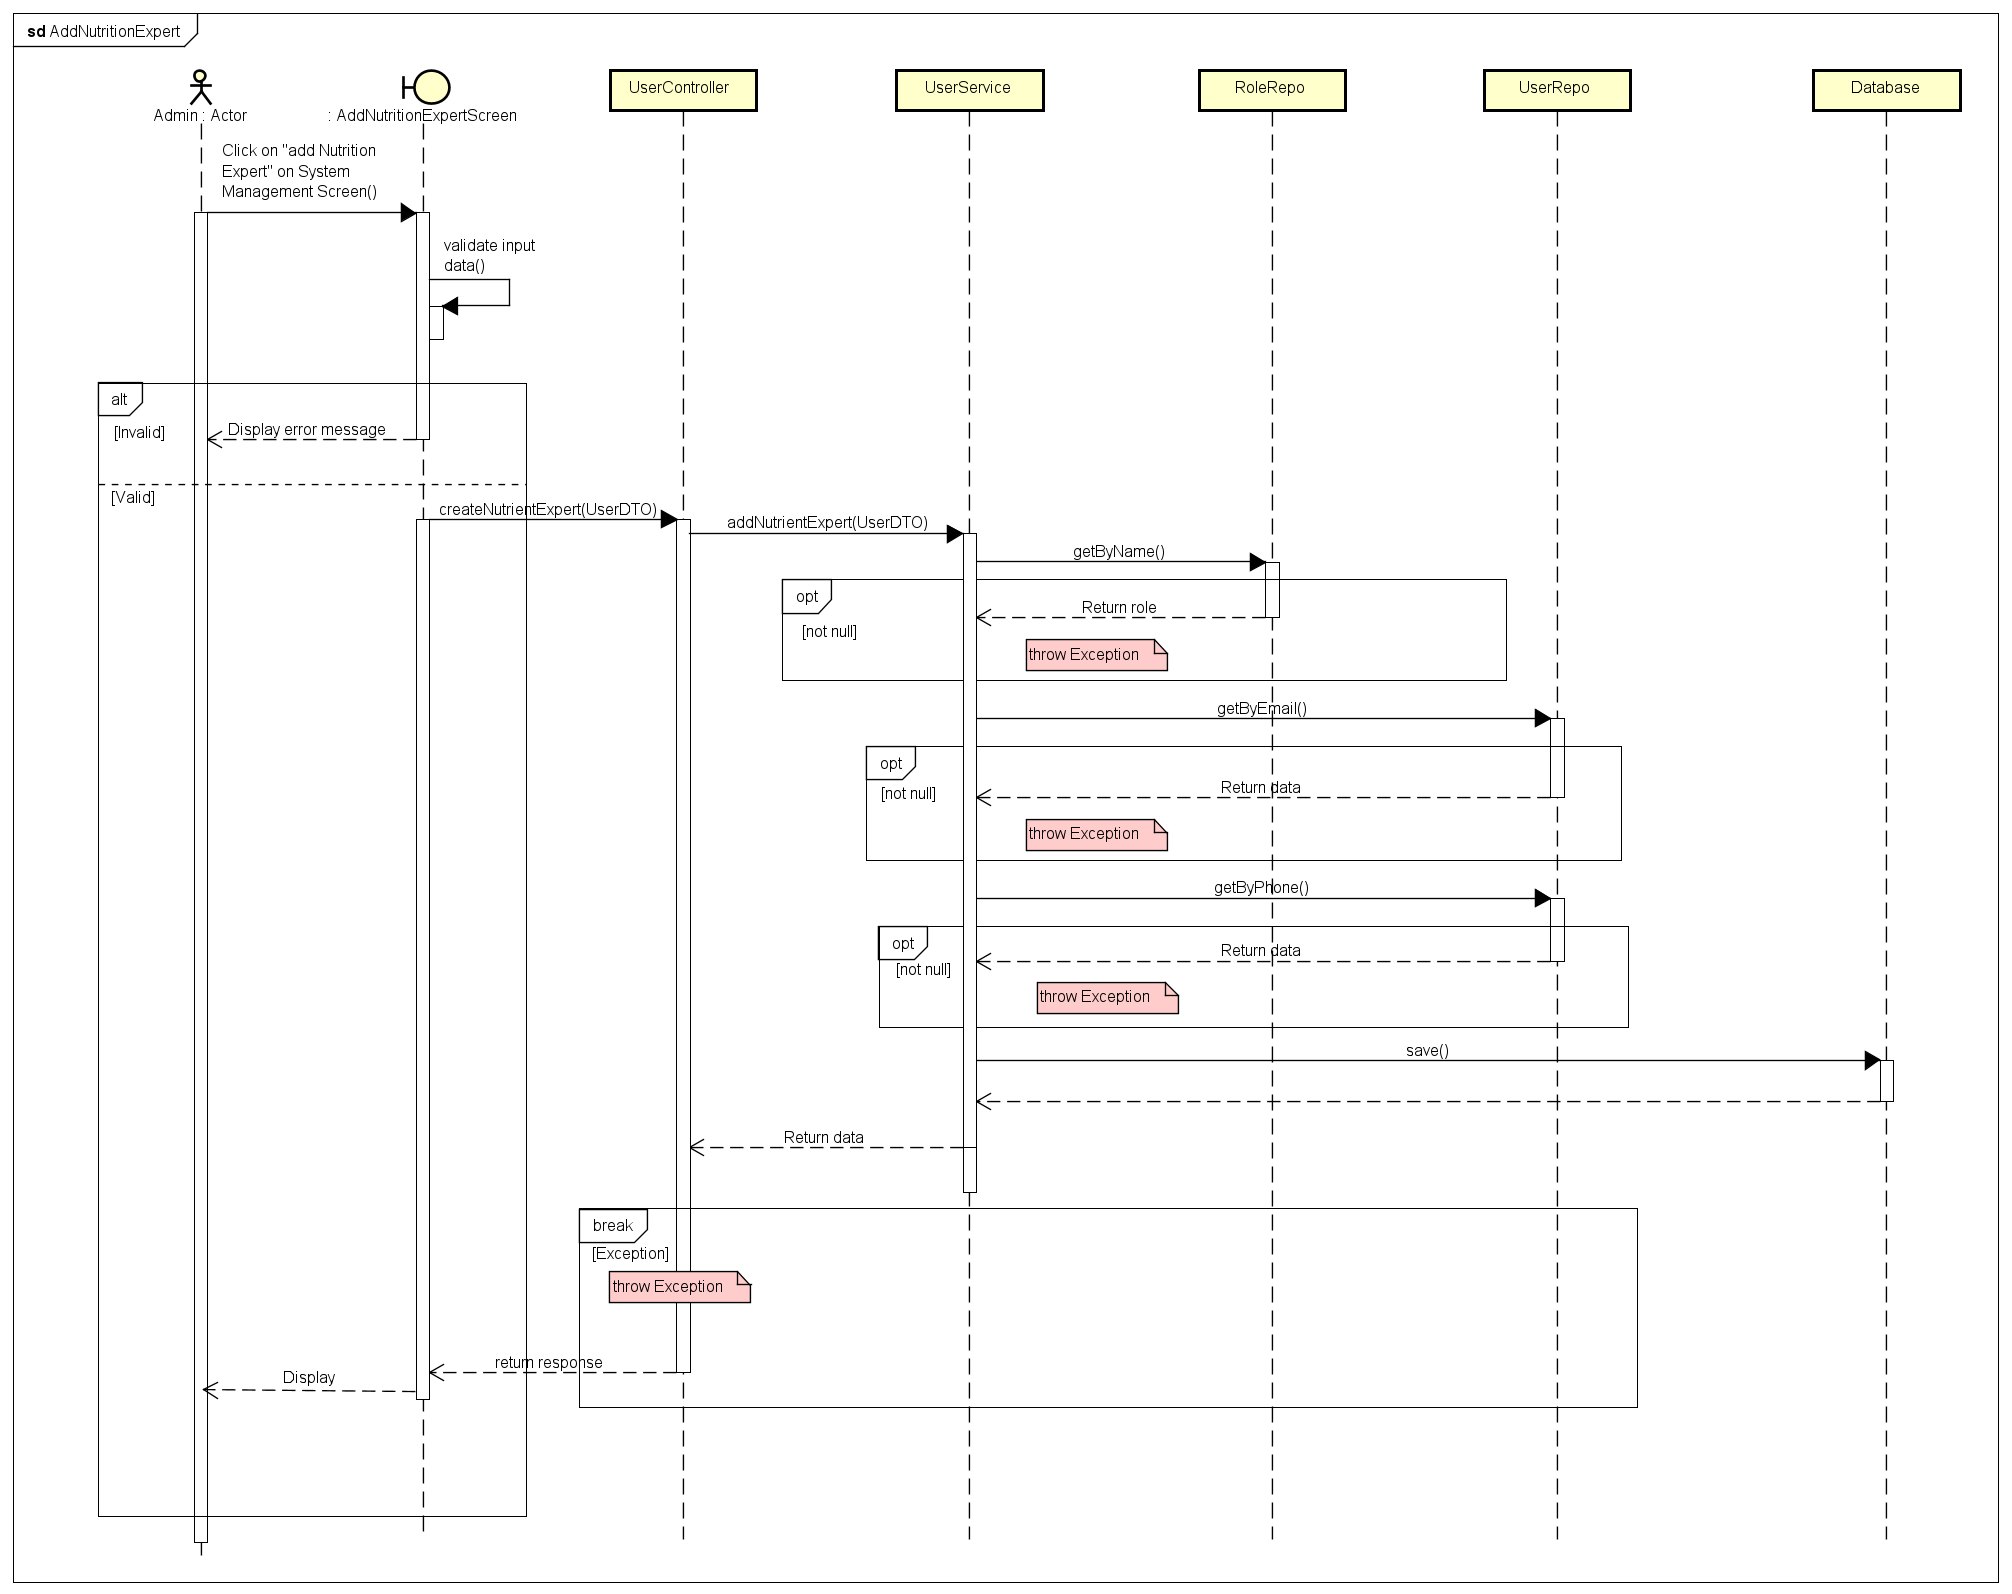 sd AddNutritionExpert
Admin : Actor
: AddNutritionExpertScreen
UserController
UserService
RoleRepo
UserRepo
Database
Click on "add Nutrition
Expert" on System
Management Screen()
validate input
data()
alt
[Invalid]
Display error message
[Valid]
createNutrientExpert(UserDTO)
addNutrientExpert(UserDTO)
getByName()
opt
Return role
[not null]
throw Exception
getByEmail()
opt
Return data
[not null]
throw Exception
getByPhone()
opt
Return data
[not null]
throw Exception
save()
Return data
break
[Exception]
throw Exception
return response
Display